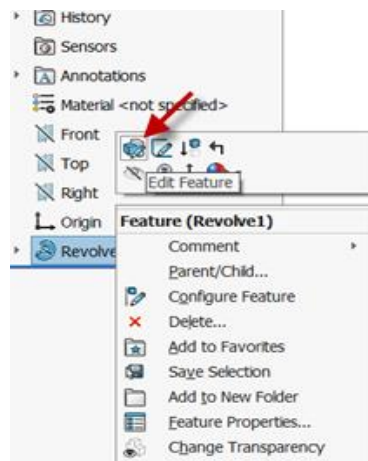 History
Sensors
Annotations
Material <not specified>
Front
Top
Edit Feature
Right
Origin
Feature (Revolve1)
Revolve
Comment
Parent/Child...
Configure Feature
Delete...
Add to Favorites
Save Selection
Add to New Folder
Feature Properties...
Change Transparency